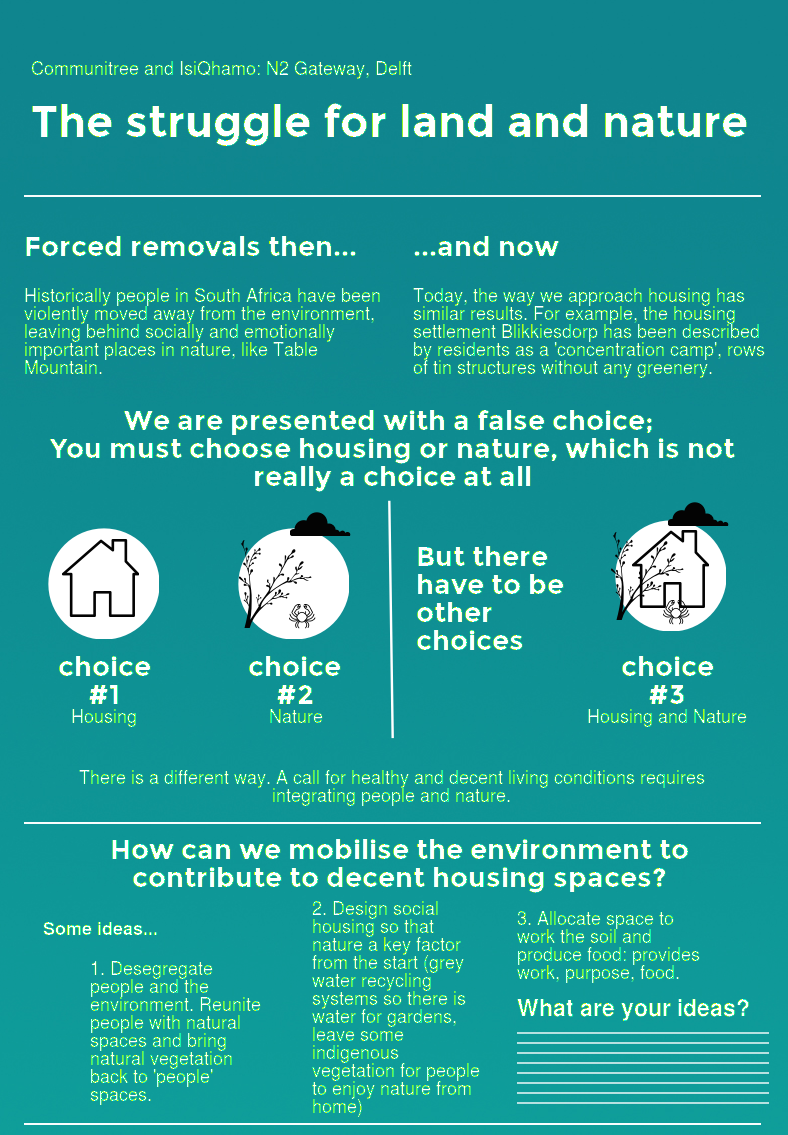 Communitree and IsiQhamo: N2 Gateway, Delft
The struggle for land and nature
Forced removals then...
Historically people in South Africa have been
violently moved away from the environment,
leaving behind socially and emotionally
important places in nature, like Table
Mountain.
...and now
Today, the way we approach housing has
similar results. For example, the housing
settlement Blikkiesdorp has been described
by residents as a 'concentration camp', rows
of tin structures without any greenery.
We are presented with a false choice;
You must choose housing or nature, which is not
really a choice at all
choice
#1
Housing
choice
#2
Nature
But there
have to be
other
choices
choice
#3
Housing and Nature
There is a different way. A call for healthy and decent living conditions requires
integrating people and nature.
How can we mobilise the environment to
contribute to decent housing spaces?
Some ideas...
1. Desegregate
people and the
environment. Reunite
people with natural
spaces and bring
natural vegetation
back to 'people'
spaces.
2. Design social
housing so that
nature a key factor
from the start (grey
water recycling
systems so there is
water for gardens,
leave some
indigenous
vegetation for people
to enjoy nature from
home)
3. Allocate space to
work the soil and
produce food: provides
work, purpose, food.
What are your ideas?